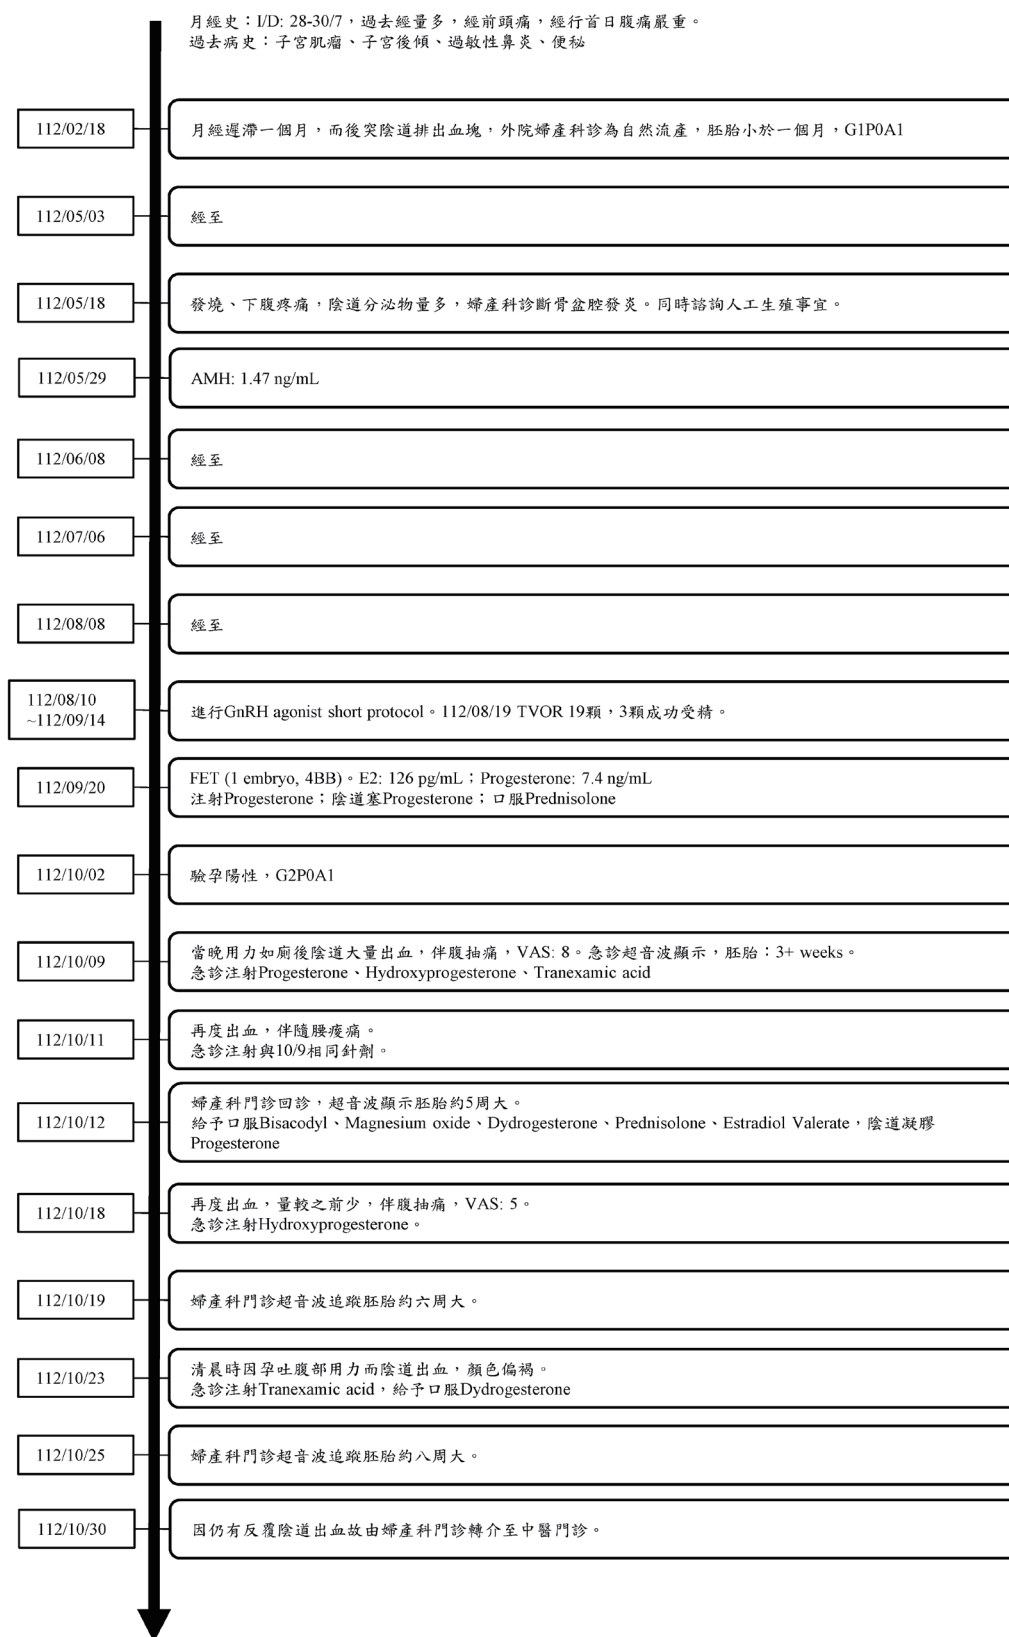 月經史：I/D: 28-30/7，過去經量多，經前頭痛，經行首日腹痛嚴重。
過去病史：子宮肌瘤、子宮後傾、過敏性鼻炎、便秘
112/02/18
月經遲滯一個月，而後突陰道排出血塊，外院婦產科診為自然流產，胚胎小於一個月，G1P0A1
112/05/03
經至
112/05/18
發燒、下腹疼痛，陰道分泌物量多，婦產科診斷骨盆腔發炎。同時諮詢人工生殖事宜。
112/05/29
AMH: 1.47 ng/mL
112/06/08
經至
112/07/06
經至
112/08/08
經至
112/08/10
~112/09/14
進行GnRH agonist short protocol。112/08/19 TVOR 19顆，3顆成功受精。
112/09/20
FET (1 embryo, 4BB)。E2: 126 pg/mL；Progesterone: 7.4 ng/mL
注射Progesterone；陰道塞Progesterone；口服Prednisolone
112/10/02
驗孕陽性，G2P0A1
112/10/09
當晚用力如廁後陰道大量出血，伴腹抽痛，VAS: 8。急診超音波顯示，胚胎：3+ weeks。
急診注射Progesterone、Hydroxyprogesterone、Tranexamic acid
112/10/11
再度出血，伴隨腰痠痛。
急診注射與10/9相同針劑。
112/10/12
婦產科門診回診，超音波顯示胚胎約5周大。
給予口服Bisacodyl、Magnesium oxide、Dydrogesterone、Prednisolone、Estradiol Valerate，陰道凝膠
Progesterone
112/10/18
再度出血，量較之前少，伴腹抽痛，VAS: 5。
急診注射Hydroxyprogesterone。
112/10/19
婦產科門診超音波追蹤胚胎約六周大。
112/10/23
清晨時因孕吐腹部用力而陰道出血，顏色偏褐。
急診注射Tranexamic acid，給予口服Dydrogesterone
112/10/25
婦產科門診超音波追蹤胚胎約八周大。
112/10/30
因仍有反覆陰道出血故由婦產科門診轉介至中醫門診。